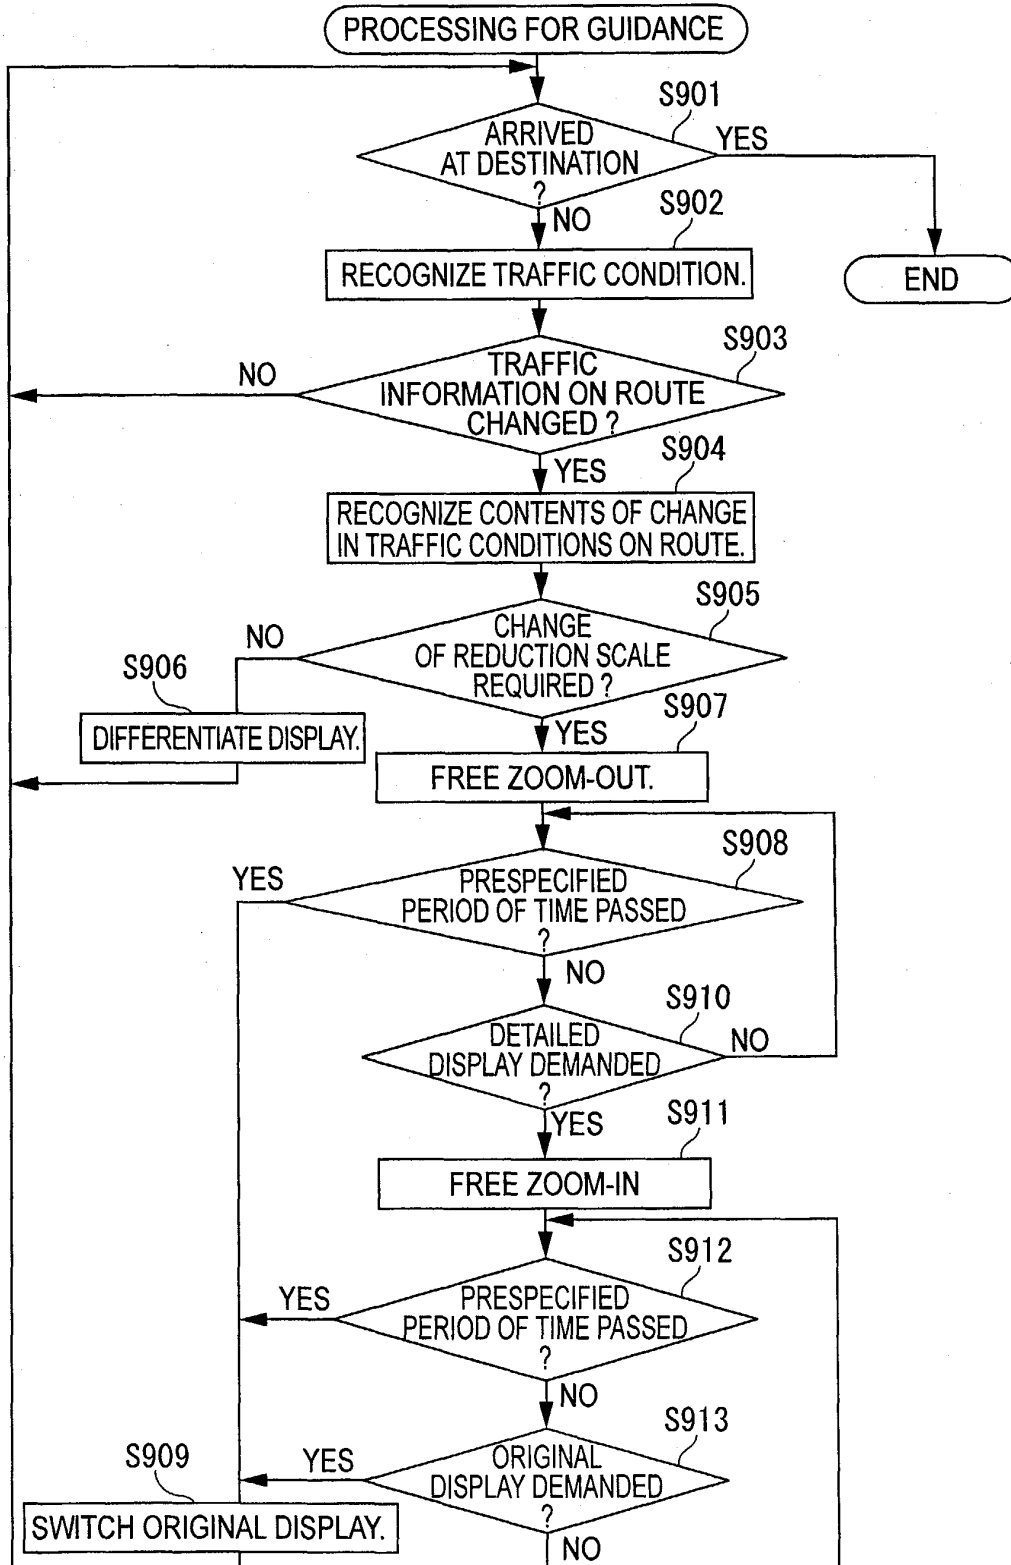 PROCESSING FOR GUIDANCE
S901
ARRIVED
AT DESTINATION
?
YES
NO
S902
RECOGNIZE TRAFFIC CONDITION.
END
S903
TRAFFIC
INFORMATION ON ROUTE
CHANGED ?
NO
YES
S904
RECOGNIZE CONTENTS OF CHANGE
IN TRAFFIC CONDITIONS ON ROUTE.
S905
CHANGE
OF REDUCTION SCALE
REQUIRED ?
NO
S906
DIFFERENTIATE DISPLAY.
YES
S907
FREE ZOOM-OUT.
S908
PRESPECIFIED
PERIOD OF TIME PASSED
?
YES
NO
S910
DETAILED
DISPLAY DEMANDED
?
NO
YES
S911
FREE ZOOM-IN
S912
PRESPECIFIED
PERIOD OF TIME PASSED
?
YES
NO
S913
ORIGINAL
DISPLAY DEMANDED
?
YES
S909
SWITCH ORIGINAL DISPLAY.
NO